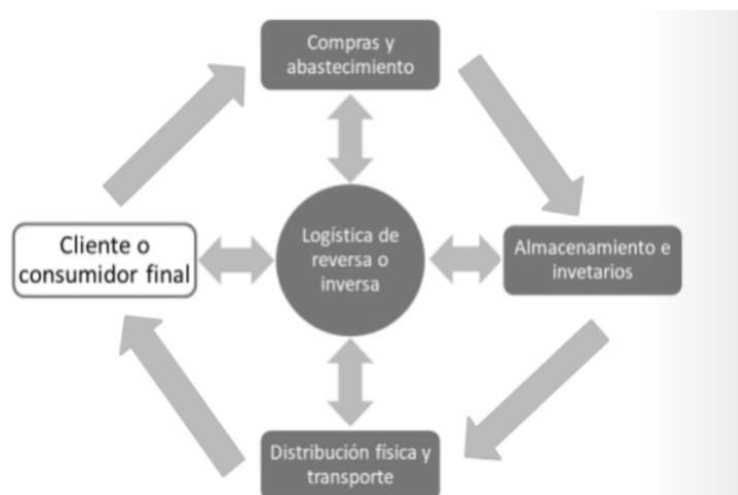 Compras y
abastecimiento
Cliente o
consumidor final
Logística de
reversa o
inversa
Almacenamiento e
invetarios
Distribución física y
transporte